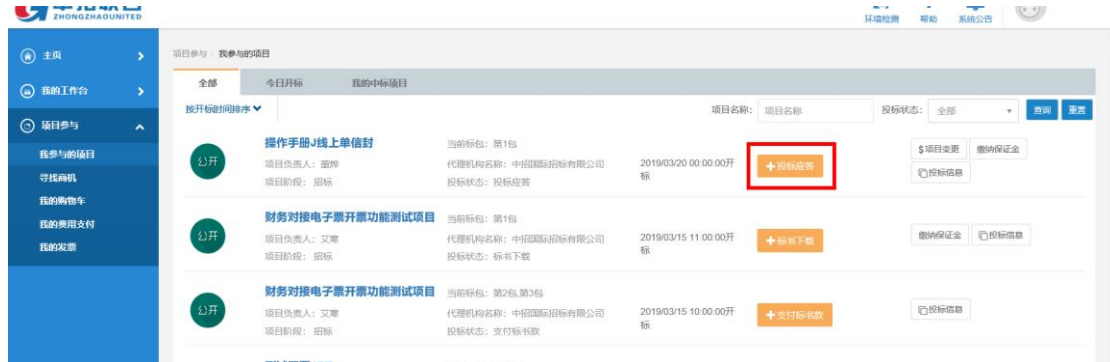 ZHONGZHAOUNITED
环境检测 帮助 系统公告
主页
我的工作台
项目参与
我参与的项目
寻找商机
我的购物车
我的费用支付
我的发票
项目参与 / 我参与的项目
全部 今日开标 我的中标项目
按开标时间排序 项目名称: 项目名称 投标状态: 全部 查询 重置
公开
操作手册J线上单信封
项目负责人: 董烨
项目阶段: 招标
当前标包: 第1包
代理机构名称: 中招国际招标有限公司
投标状态: 投标应答
2019/03/20 00:00:00开
标
+投标应答
$项目变更 缴纳保证金
投标信息
公开
财务对接电子票开票功能测试项目
项目负责人: 艾寒
项目阶段: 招标
当前标包: 第1包
代理机构名称: 中招国际招标有限公司
投标状态: 标书下载
2019/03/15 11:00:00开
标
+标书下载
缴纳保证金 投标信息
公开
财务对接电子票开票功能测试项目
项目负责人: 艾寒
项目阶段: 招标
当前标包: 第2包,第3包
代理机构名称: 中招国际招标有限公司
投标状态: 支付标书款
2019/03/15 10:00:00开
标
+支付标书款
投标信息